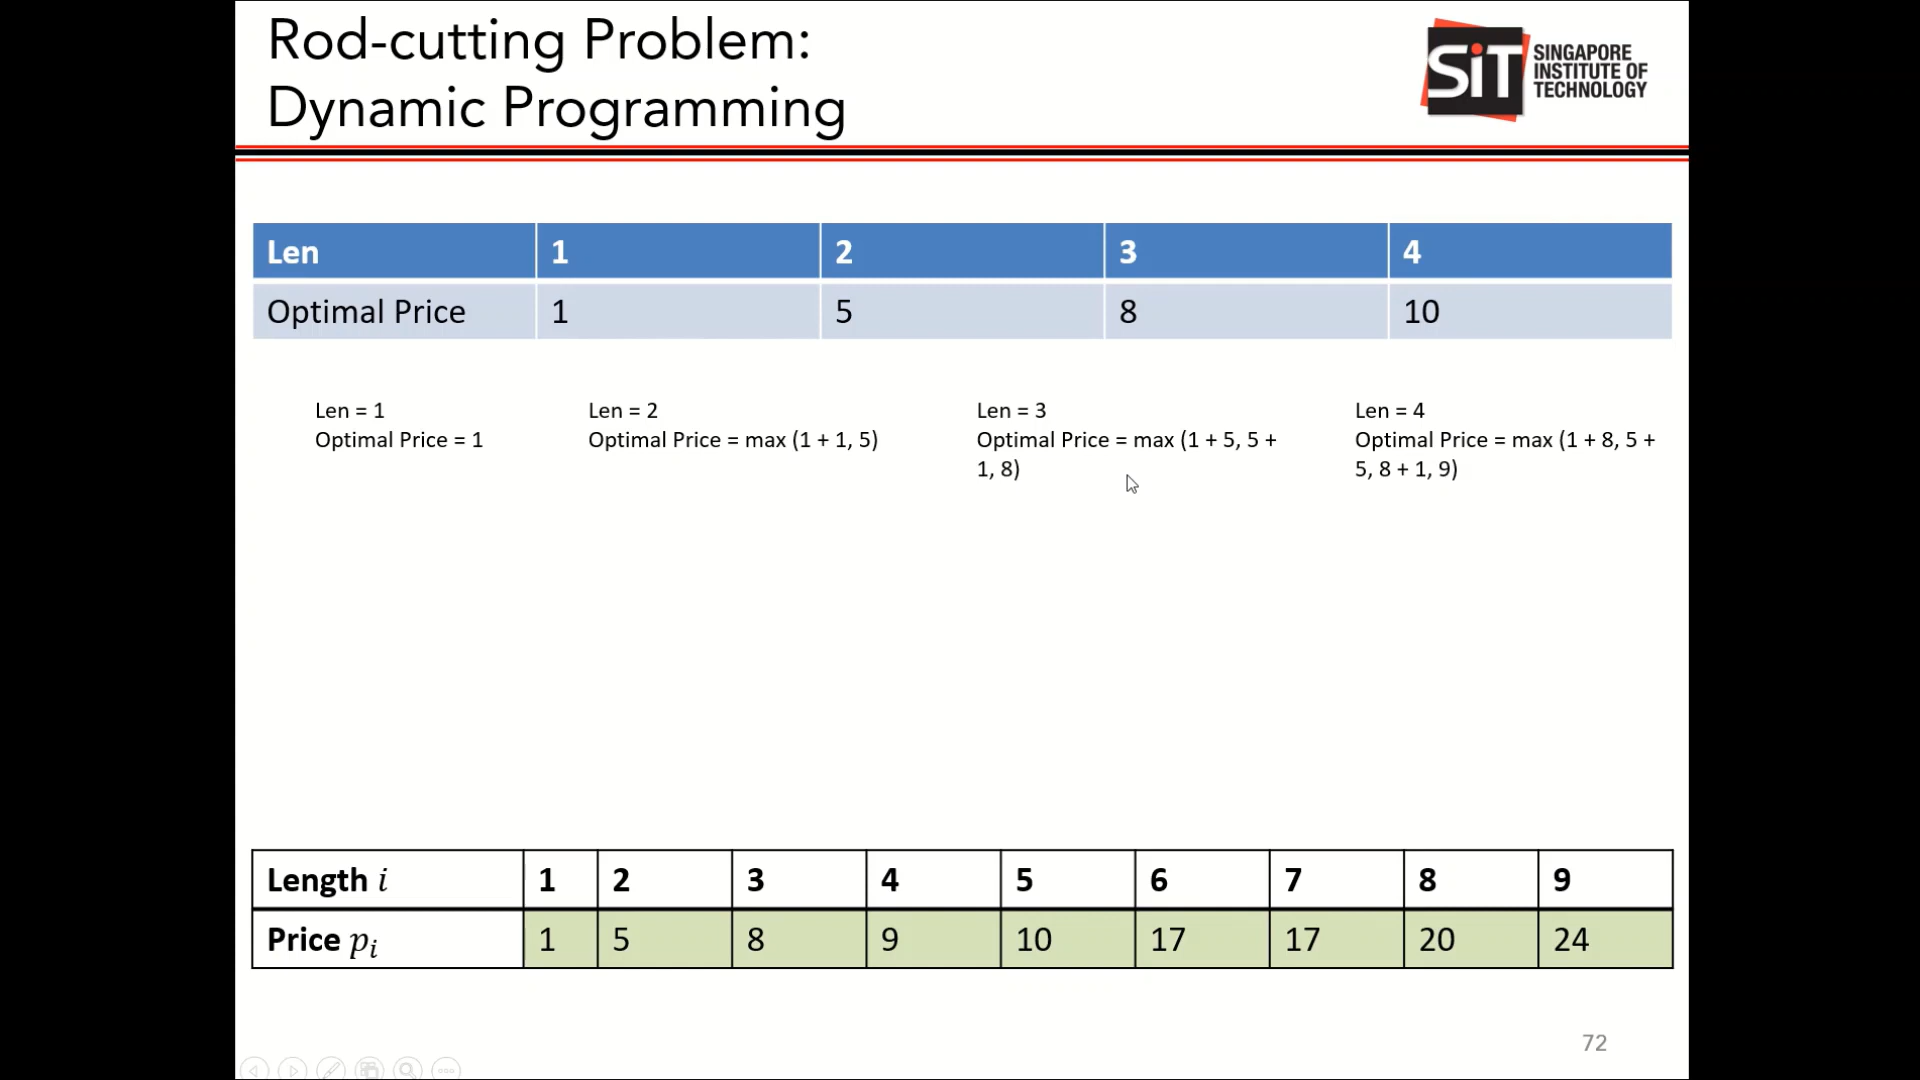 Rod-cutting Problem:
Dynamic Programming
SiT
SINGAPORE
INSTITUTE OF
TECHNOLOGY
Len 1 2 3 4
Optimal Price 1 5 8 10
Len = 1
Optimal Price = 1
Len = 2
Optimal Price = max (1 + 1, 5)
Len = 3
Optimal Price = max (1 + 5, 5 +
1, 8)
Len = 4
Optimal Price = max (1 + 8, 5 +
5, 8 + 1, 9)
Length i 1 2 3 4 5 6 7 8 9
Price pᵢ 1 5 8 9 10 17 17 20 24
72